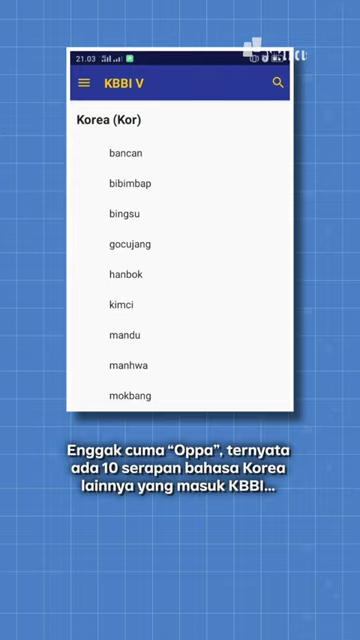 21.03
KBBI V
Korea (Kor)
bancan
bibimbap
bingsu
gocujang
hanbok
kimci
mandu
manhwa
mokbang
Enggak cuma “Oppa”, ternyata
ada 10 serapan bahasa Korea
lainnya yang masuk KBBI...